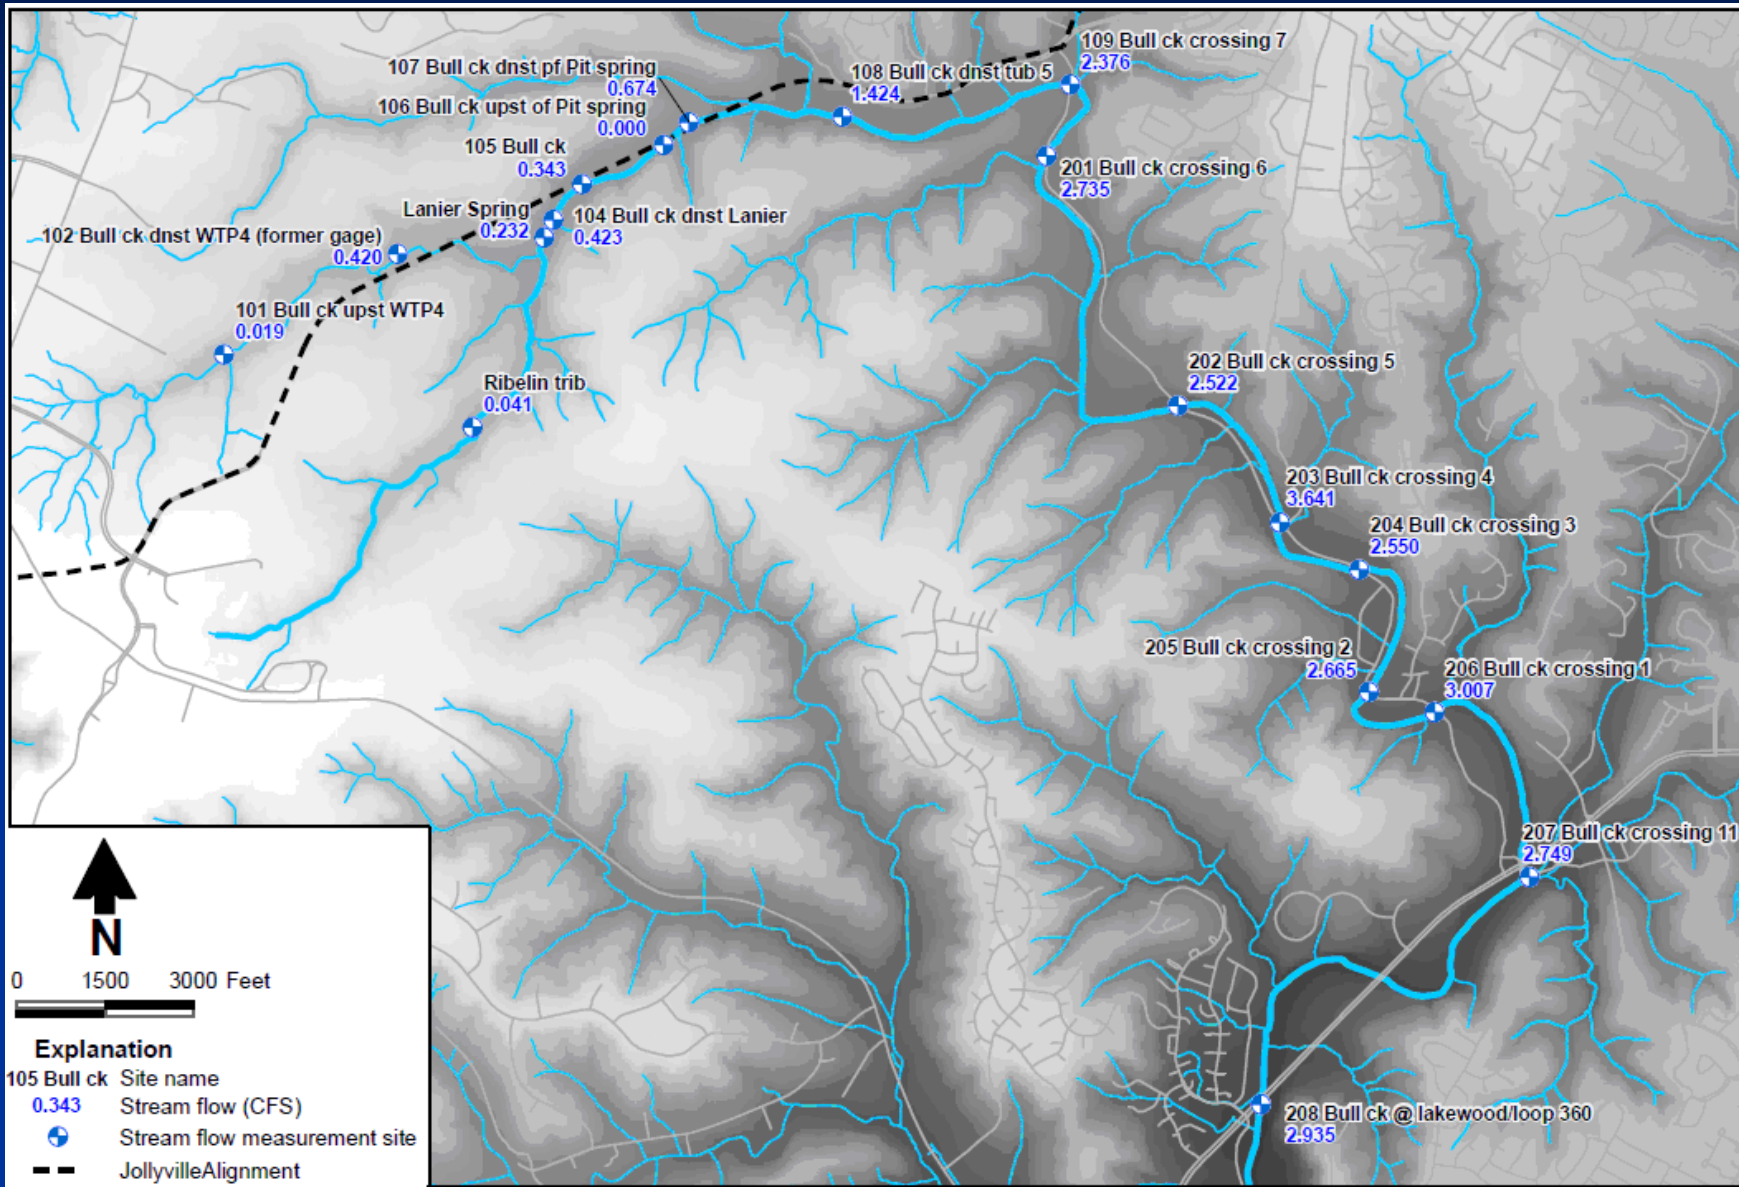 109 Bull ck crossing 7
2.376
107 Bull ck dnst pf Pit spring
0.674
108 Bull ck dnst tub 5
1.424
106 Bull ck upst of Pit spring
0.000
105 Bull ck
0.343
201 Bull ck crossing 6
2.735
Lanier Spring
0.232
104 Bull ck dnst Lanier
0.423
102 Bull ck dnst WTP4 (former gage)
0.420
101 Bull ck upst WTP4
0.019
202 Bull ck crossing 5
2.522
Ribelin trib
0.041
203 Bull ck crossing 4
3.641
204 Bull ck crossing 3
2.550
205 Bull ck crossing 2
2.665
206 Bull ck crossing 1
3.007
207 Bull ck crossing 11
2.749
208 Bull ck @ lakewood/loop 360
2.935
N
0 1500 3000 Feet
Explanation
105 Bull ck Site name
0.343 Stream flow (CFS)
Stream flow measurement site
JollyvilleAlignment